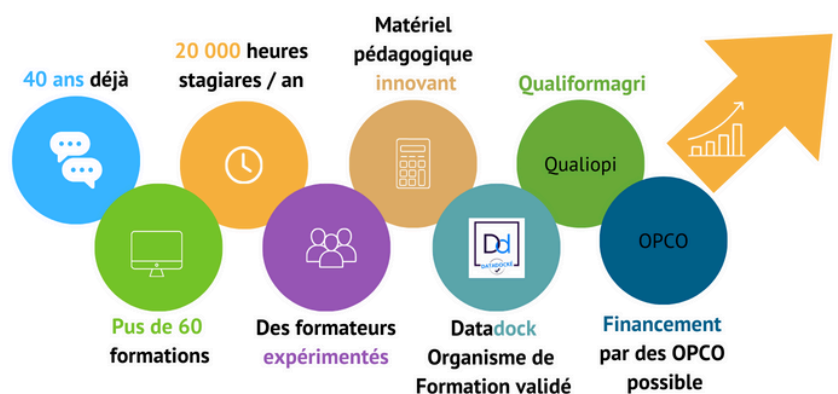 40 ans déjà
20 000 heures
stagiares / an
Matériel
pédagogique
innovant
Qualiformagri
Qualiopi
OPCO
Dd
DATADOCKÉ
Pus de 60
formations
Des formateurs
expérimentés
Datadock
Organisme de
Formation validé
Financement
par des OPCO
possible